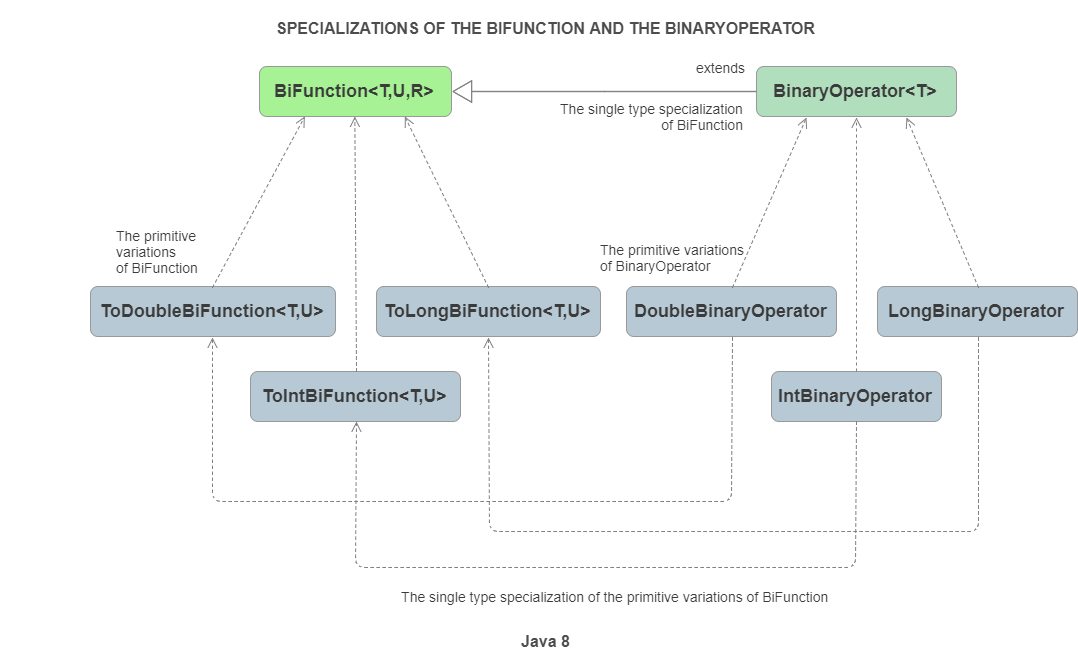 SPECIALIZATIONS OF THE BIFUNCTION AND THE BINARYOPERATOR
extends
BiFunction<T,U,R>
BinaryOperator<T>
The single type specialization
of BiFunction
The primitive
variations
of BiFunction
The primitive variations
of BinaryOperator
ToDoubleBiFunction<T,U>
ToLongBiFunction<T,U>
DoubleBinaryOperator
LongBinaryOperator
ToIntBiFunction<T,U>
IntBinaryOperator
The single type specialization of the primitive variations of BiFunction
Java 8